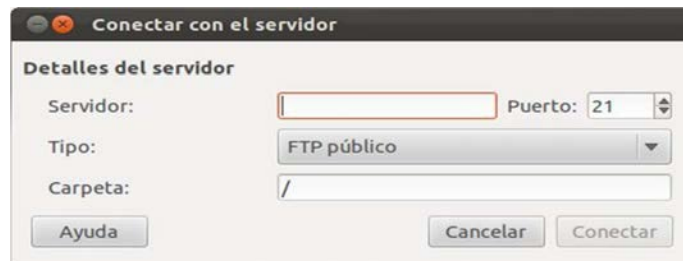 Conectar con el servidor
Detalles del servidor
Servidor: Puerto: 21
Tipo: FTP público
Carpeta: /
Ayuda Cancelar Conectar